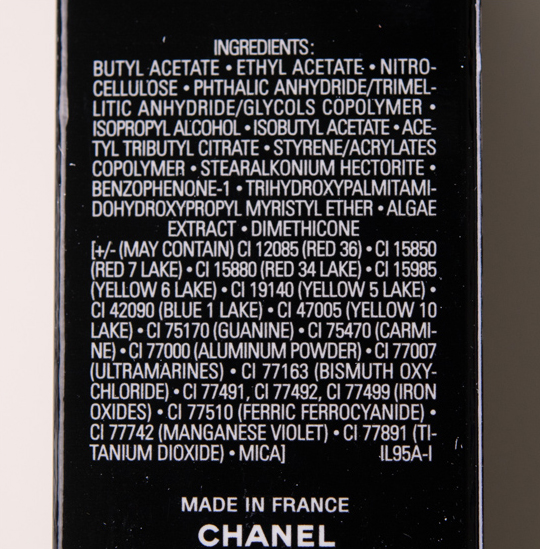 INGREDIENTS:
BUTYL ACETATE • ETHYL ACETATE • NITRO-
CELLULOSE • PHTHALIC ANHYDRIDE/TRIMEL-
LITIC ANHYDRIDE/GLYCOLS COPOLYMER •
ISOPROPYL ALCOHOL • ISOBUTYL ACETATE • ACE-
TYL TRIBUTYL CITRATE • STYRENE/ACRYLATES
COPOLYMER • STEARALKONIUM HECTORITE •
BENZOPHENONE-1 • TRIHYDROXYPALMITAMI-
DOHYDROXYPROPYL MYRISTYL ETHER • ALGAE
EXTRACT • DIMETHICONE
[+/- (MAY CONTAIN) CI 12085 (RED 36) • CI 15850
(RED 7 LAKE) • CI 15880 (RED 34 LAKE) • CI 15985
(YELLOW 6 LAKE) • CI 19140 (YELLOW 5 LAKE) •
CI 42090 (BLUE 1 LAKE) • CI 47005 (YELLOW 10
LAKE) • CI 75170 (GUANINE) • CI 75470 (CARMI-
NE) • CI 77000 (ALUMINUM POWDER) • CI 77007
(ULTRAMARINES) • CI 77163 (BISMUTH OXY-
CHLORIDE) • CI 77491, CI 77492, CI 77499 (IRON
OXIDES) • CI 77510 (FERRIC FERROCYANIDE) •
CI 77742 (MANGANESE VIOLET) • CI 77891 (TI-
TANIUM DIOXIDE) • MICA] IL95A-I
MADE IN FRANCE
CHANEL